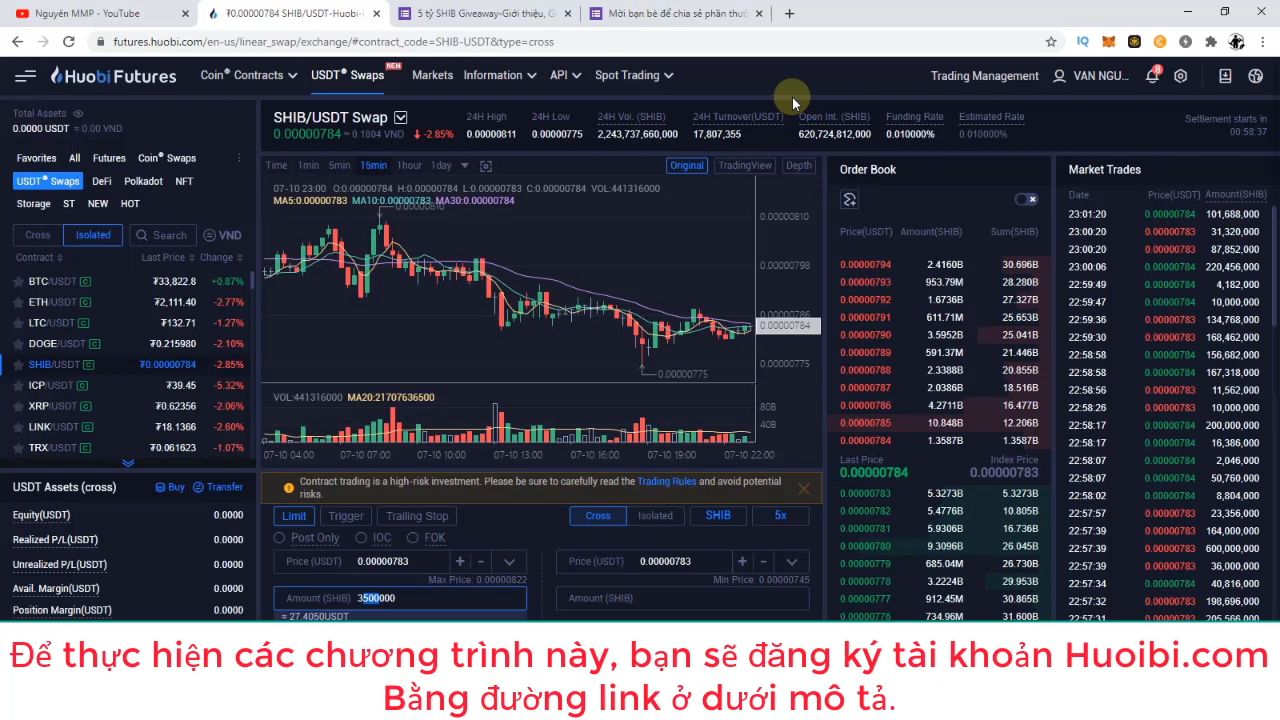 Nguyên MMP - YouTube
₮0.00000784 SHIB/USDT-Huobi-
5 tỷ SHIB Giveaway-Giới thiệu, G
Mời bạn bè để chia sẻ phần thư
futures.huobi.com/en-us/linear_swap/exchange/#contract_code=SHIB-USDT&type=cross
Huobi Futures
Coin Contracts
USDT Swaps
NEW
Markets
Information
API
Spot Trading
Trading Management
VAN NGU...
8
Total Assets
0.0000 USDT = 0.00 VND
Favorites All Futures Coin Swaps
USDT Swaps DeFi Polkadot NFT
Storage ST NEW HOT
Cross Isolated Search VND
Contract Last Price Change
BTC/USDT C ₮33,822.8 +0.87%
ETH/USDT C ₮2,111.40 -2.77%
LTC/USDT C ₮132.71 -1.27%
DOGE/USDT C ₮0.215980 -2.10%
SHIB/USDT C ₮0.00000784 -2.85%
ICP/USDT C ₮39.45 -5.32%
XRP/USDT C ₮0.62356 -2.06%
LINK/USDT C ₮18.1366 -2.60%
TRX/USDT C ₮0.061623 -1.07%
USDT Assets (cross) Buy Transfer
Equity(USDT) 0.0000
Realized P/L(USDT) 0.0000
Unrealized P/L(USDT) 0.0000
Avail. Margin(USDT) 0.0000
Position Margin(USDT) 0.0000
SHIB/USDT Swap
0.00000784 ≈ 0.1804 VND -2.85%
24H High
0.00000811
24H Low
0.00000775
24H Vol. (SHIB)
2,243,737,660,000
24H Turnover(USDT)
17,807,355
Open Int. (SHIB)
620,724,812,000
Funding Rate
0.010000%
Estimated Rate
0.010000%
Settlement starts in
00:58:37
Time 1min 5min 15min 1hour 1day
Original TradingView Depth
07-10 23:00 O:0.00000784 H:0.00000784 L:0.00000783 C:0.00000784 VOL:441316000
MA5:0.00000783 MA10:0.00000783 MA30:0.00000784
0.00000810
0.00000810
0.00000798
0.00000785
0.00000784
0.00000775
0.00000775
VOL:441316000 MA20:21707636500
80B
40B
07-10 04:00 07-10 07:00 07-10 10:00 07-10 13:00 07-10 16:00 07-10 19:00 07-10 22:00
Contract trading is a high-risk investment. Please be sure to carefully read the Trading Rules and avoid potential
risks.
Limit Trigger Trailing Stop
Cross Isolated SHIB 5x
Post Only IOC FOK
Price (USDT) 0.00000783 + −
Price (USDT) 0.00000783 + −
Max Price: 0.00000822
Min Price: 0.00000745
Amount (SHIB) 3500000
Amount (SHIB)
= 27.4050USDT
Order Book
Price(USDT) Amount(SHIB) Sum(SHIB)
0.00000794 2.4160B 30.696B
0.00000793 953.79M 28.280B
0.00000792 1.6736B 27.327B
0.00000791 611.71M 25.653B
0.00000790 3.5952B 25.041B
0.00000789 591.37M 21.446B
0.00000788 2.3388B 20.855B
0.00000787 2.0386B 18.516B
0.00000786 4.2711B 16.477B
0.00000785 10.848B 12.206B
0.00000784 1.3587B 1.3587B
Last Price Index Price
0.00000784 0.00000783
0.00000783 5.3273B 5.3273B
0.00000782 5.4776B 10.805B
0.00000781 5.9306B 16.736B
0.00000780 9.3096B 26.045B
0.00000779 685.04M 26.730B
0.00000778 3.2224B 29.953B
0.00000777 912.45M 30.865B
0.00000776 734.96M 31.600B
Market Trades
Date Price(USDT) Amount(SHIB)
23:01:20 0.00000784 101,688,000
23:00:20 0.00000783 31,320,000
23:00:20 0.00000783 87,852,000
23:00:06 0.00000784 220,456,000
22:59:49 0.00000784 4,182,000
22:59:47 0.00000784 10,000,000
22:59:36 0.00000783 134,768,000
22:59:30 0.00000783 168,462,000
22:58:58 0.00000784 156,682,000
22:58:58 0.00000784 167,318,000
22:58:56 0.00000783 11,562,000
22:58:26 0.00000783 10,000,000
22:58:17 0.00000784 198,732,000
22:58:17 0.00000784 16,386,000
22:58:07 0.00000784 2,046,000
22:58:07 0.00000784 50,760,000
22:58:02 0.00000784 8,804,000
22:57:57 0.00000783 23,356,000
22:57:39 0.00000783 164,000,000
22:57:39 0.00000783 600,000,000
22:57:39 0.00000783 36,000,000
22:57:34 0.00000784 40,816,000
22:57:32 0.00000783 198,696,000
Để thực hiện các chương trình này, bạn sẽ đăng ký tài khoản Huoibi.com
Bằng đường link ở dưới mô tả.